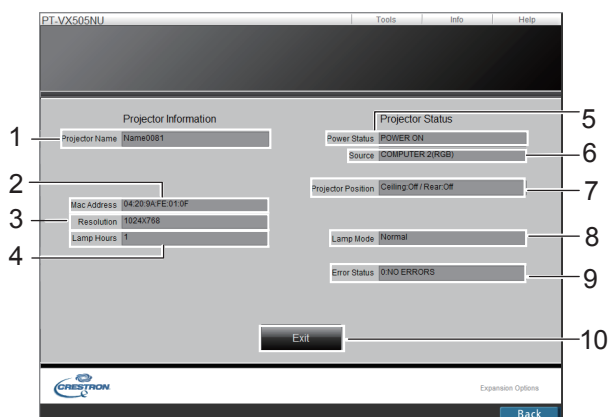 PT-VX505NU
Tools Info Help
Projector Information
Projector Status
1 Projector Name Name0081
5 Power Status POWER ON
Source COMPUTER 2(RGB) 6
Projector Position Ceiling:Off / Rear:Off 7
2 Mac Address 04:20:9A:FE:01:0F
3 Resolution 1024X768
4 Lamp Hours 1
Lamp Mode Normal 8
Error Status 0:NO ERRORS 9
Exit 10
CRESTRON
Expansion Options
Back